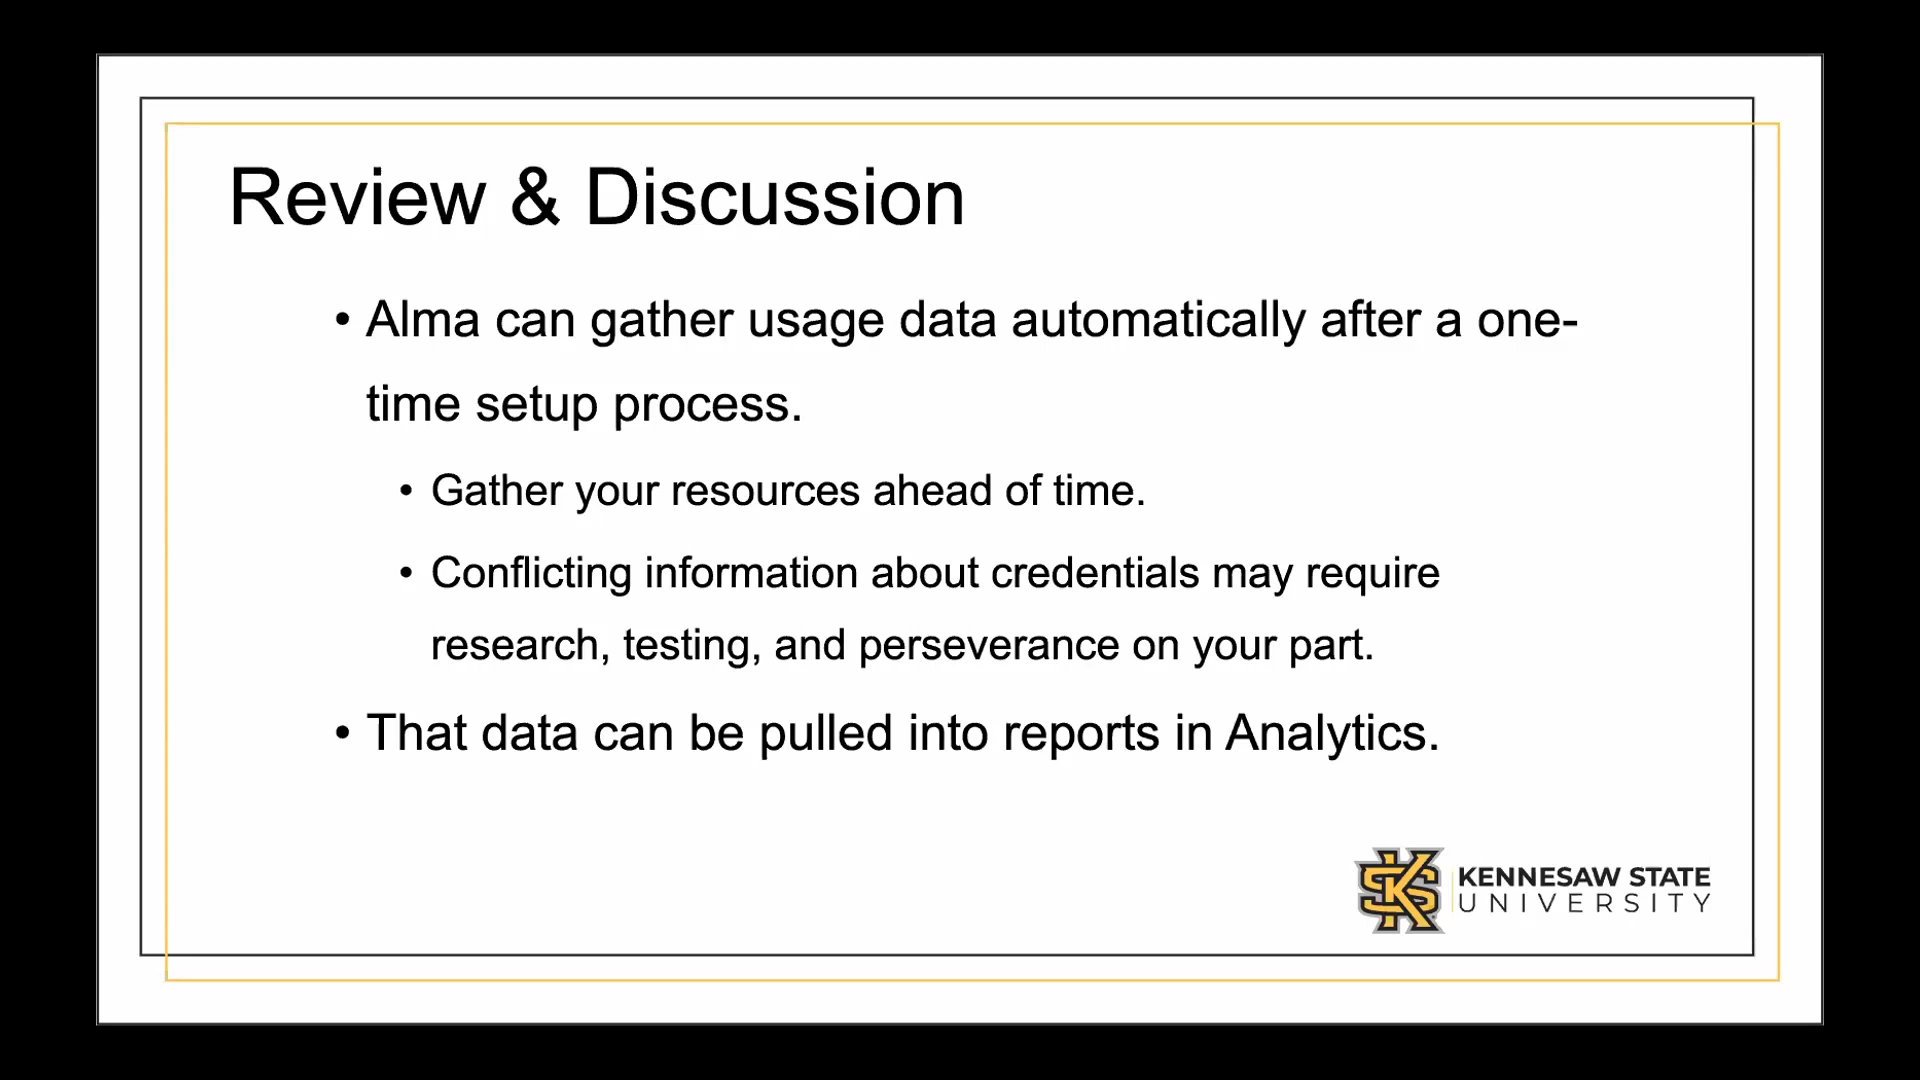 Review & Discussion
• Alma can gather usage data automatically after a one-
time setup process.
• Gather your resources ahead of time.
• Conflicting information about credentials may require
research, testing, and perseverance on your part.
• That data can be pulled into reports in Analytics.
KENNESAW STATE
UNIVERSITY